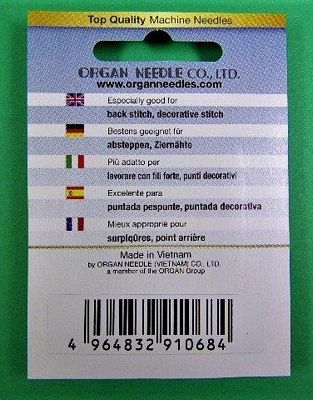 Top Quality Machine Needles
ORGAN NEEDLE CO., LTD.
www.organneedles.com
Especially good for
back stitch, decorative stitch
Bestens geeignet für
absteppen, Ziernähte
Più adatto per
lavorare con fili forte, punti decorativi
Excelente para
puntada pespunte, puntada decorativa
Mieux approprie pour
surpiqûres, point arrière
Made in Vietnam
by ORGAN NEEDLE (VIETNAM) CO., LTD.
a member of the ORGAN Group
4 964832 910684